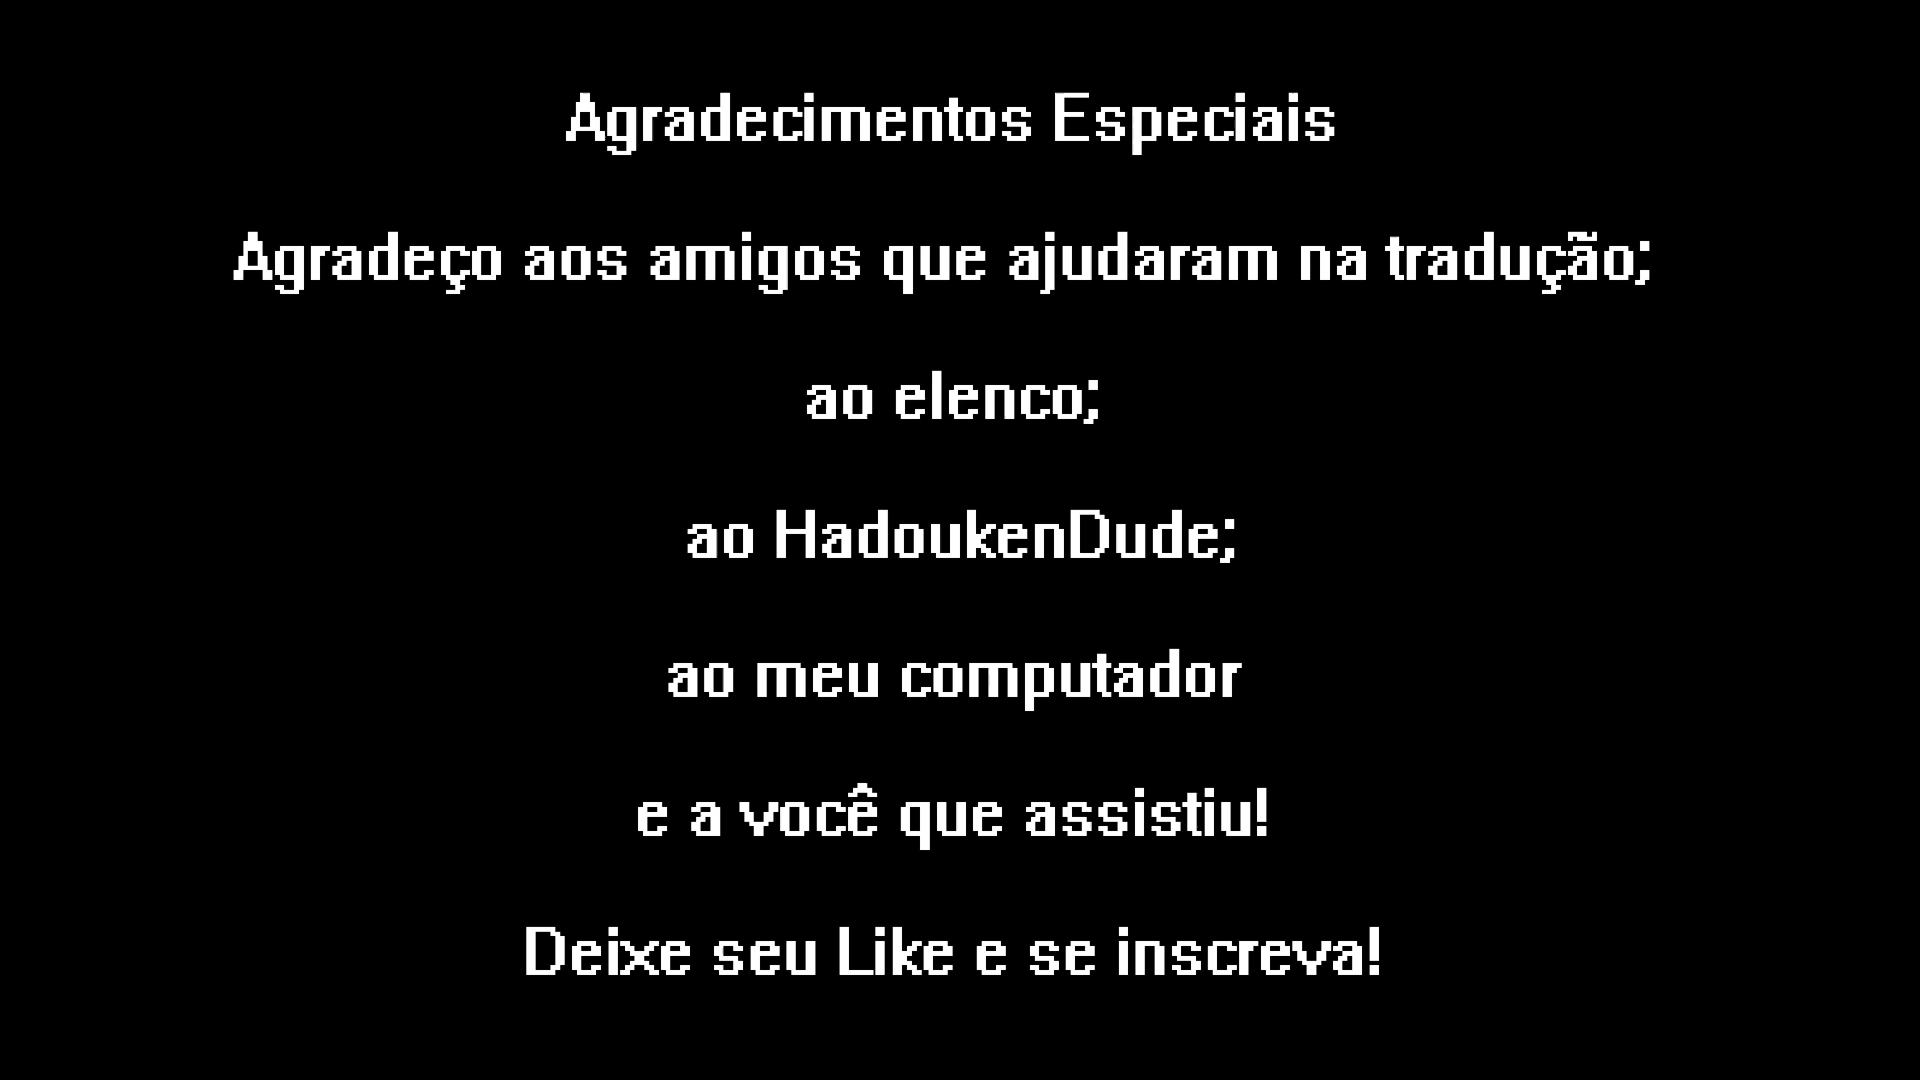 Agradecimentos Especiais
Agradeço aos amigos que ajudaram na tradução;
ao elenco;
ao HadoukenDude;
ao meu computador
e a você que assistiu!
Deixe seu Like e se inscreva!